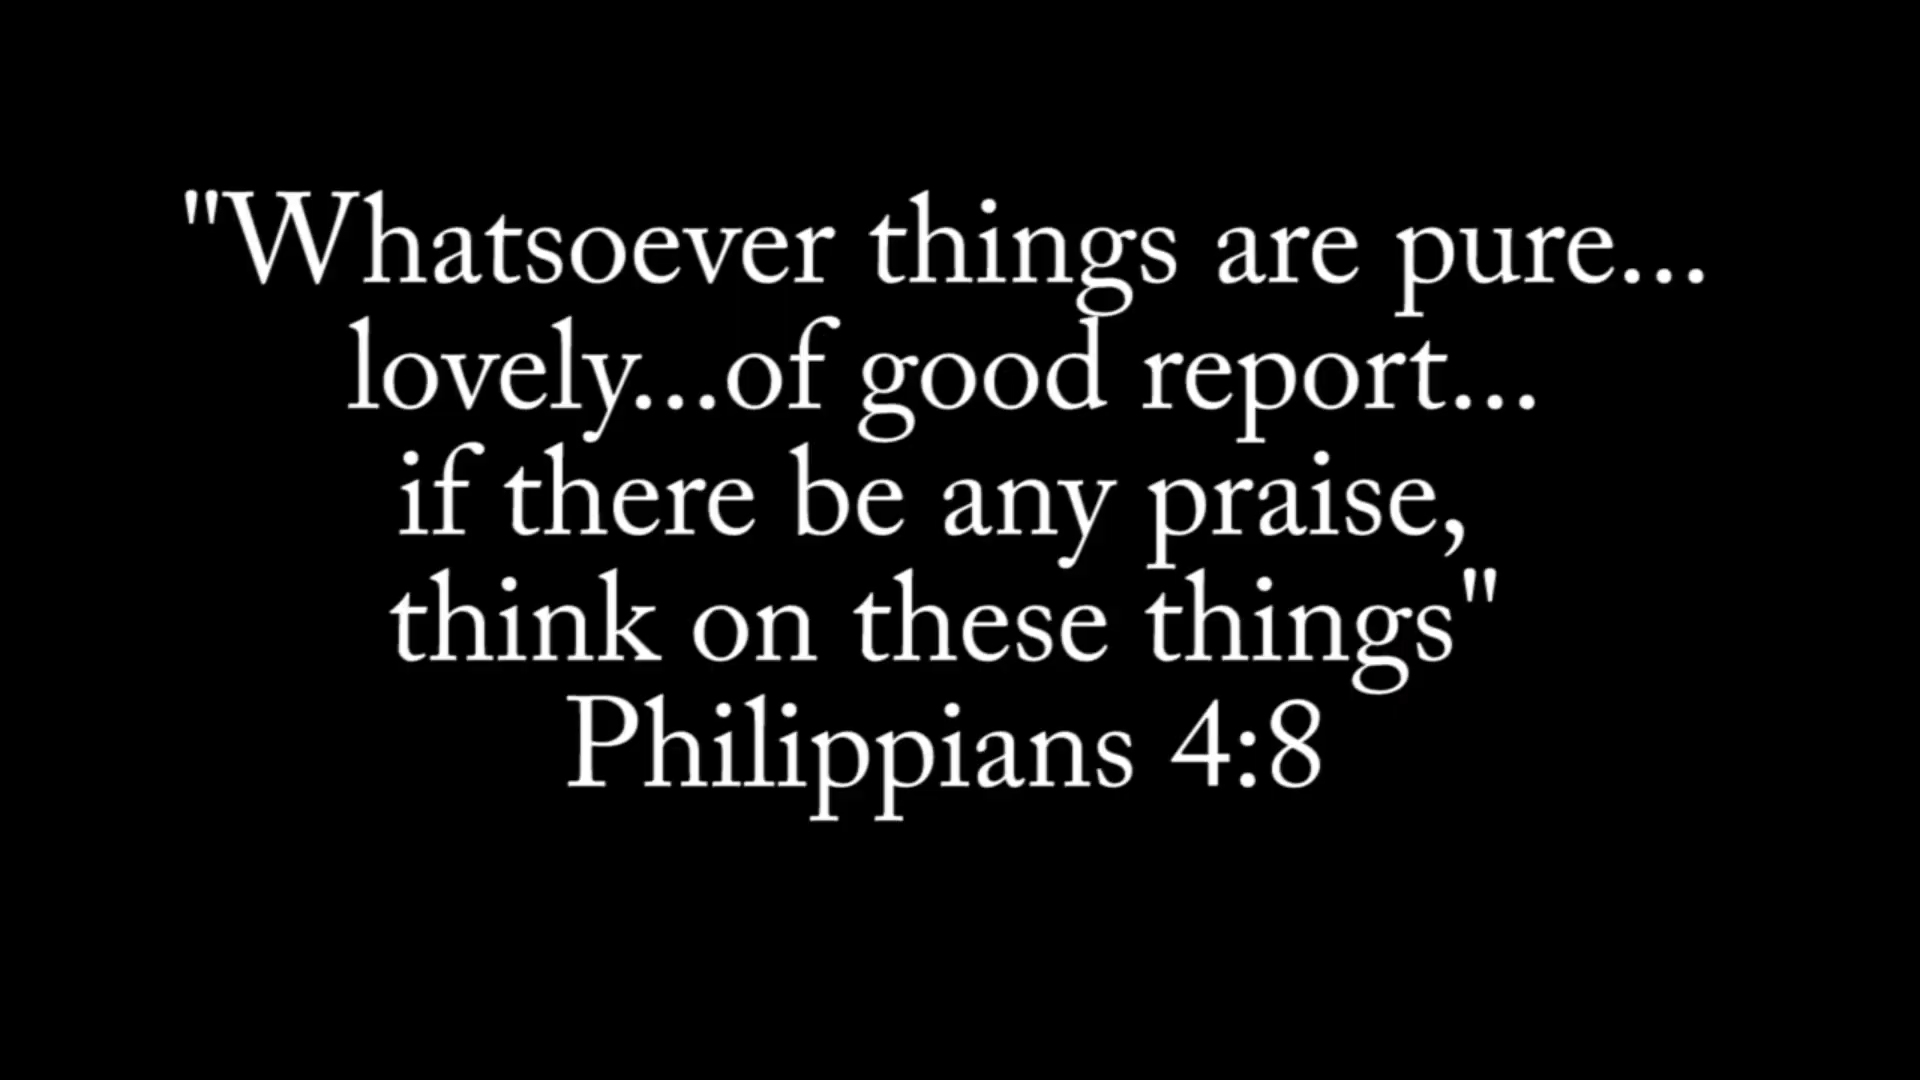 "Whatsoever things are pure...
lovely...of good report...
if there be any praise,
think on these things"
Philippians 4:8